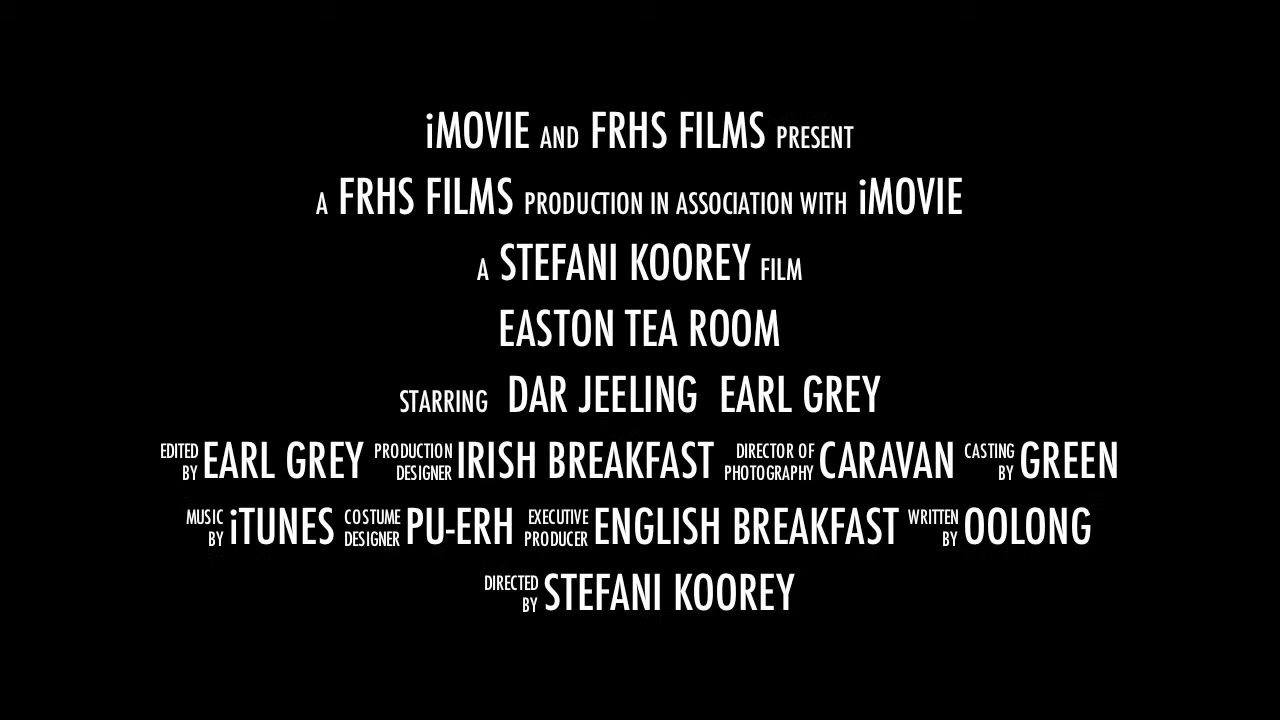 iMOVIE AND FRHS FILMS PRESENT
A FRHS FILMS PRODUCTION IN ASSOCIATION WITH iMOVIE
A STEFANI KOOREY FILM
EASTON TEA ROOM
STARRING DAR JEELING EARL GREY
EDITED BY EARL GREY PRODUCTION DESIGNER IRISH BREAKFAST DIRECTOR OF PHOTOGRAPHY CARAVAN CASTING BY GREEN
MUSIC BY iTUNES COSTUME DESIGNER PU-ERH EXECUTIVE PRODUCER ENGLISH BREAKFAST WRITTEN BY OOLONG
DIRECTED BY STEFANI KOOREY